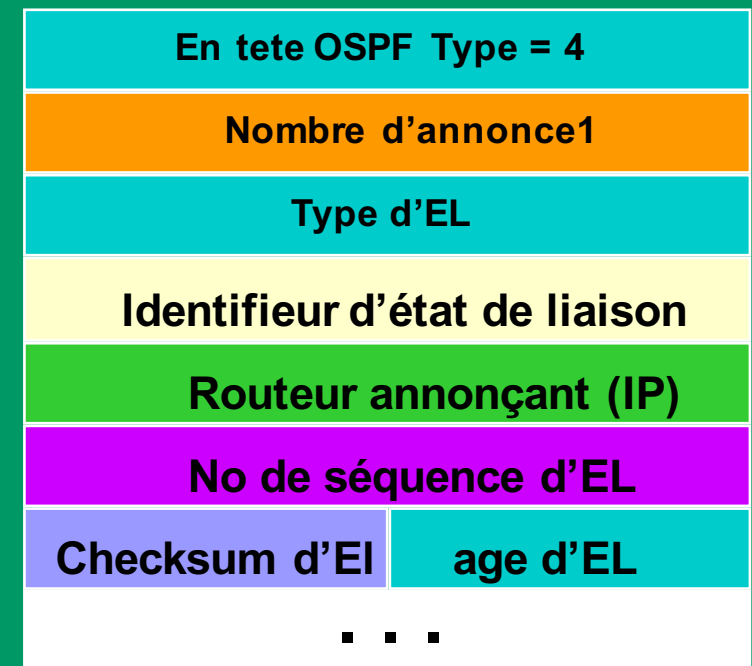 En tete OSPF Type = 4
Nombre d’annonce1
Type d’EL
Identifieur d’état de liaison
Routeur annonçant (IP)
No de séquence d’EL
Checksum d’El age d’EL
. . .